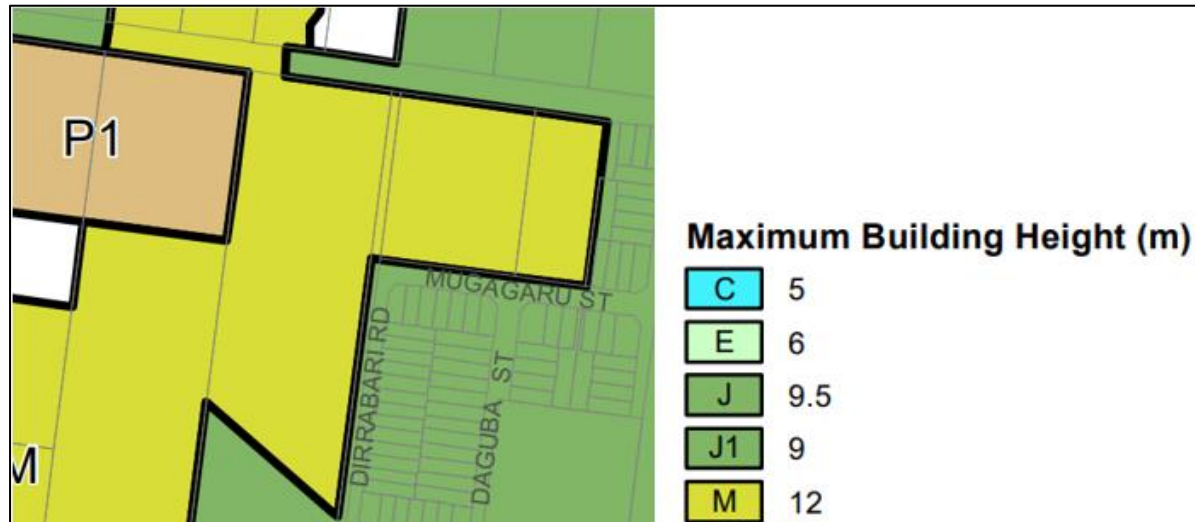 P1
MUGAGARU ST
DIRRABARI RD
DAGUBA ST
M
Maximum Building Height (m)
C 5
E 6
J 9.5
J1 9
M 12